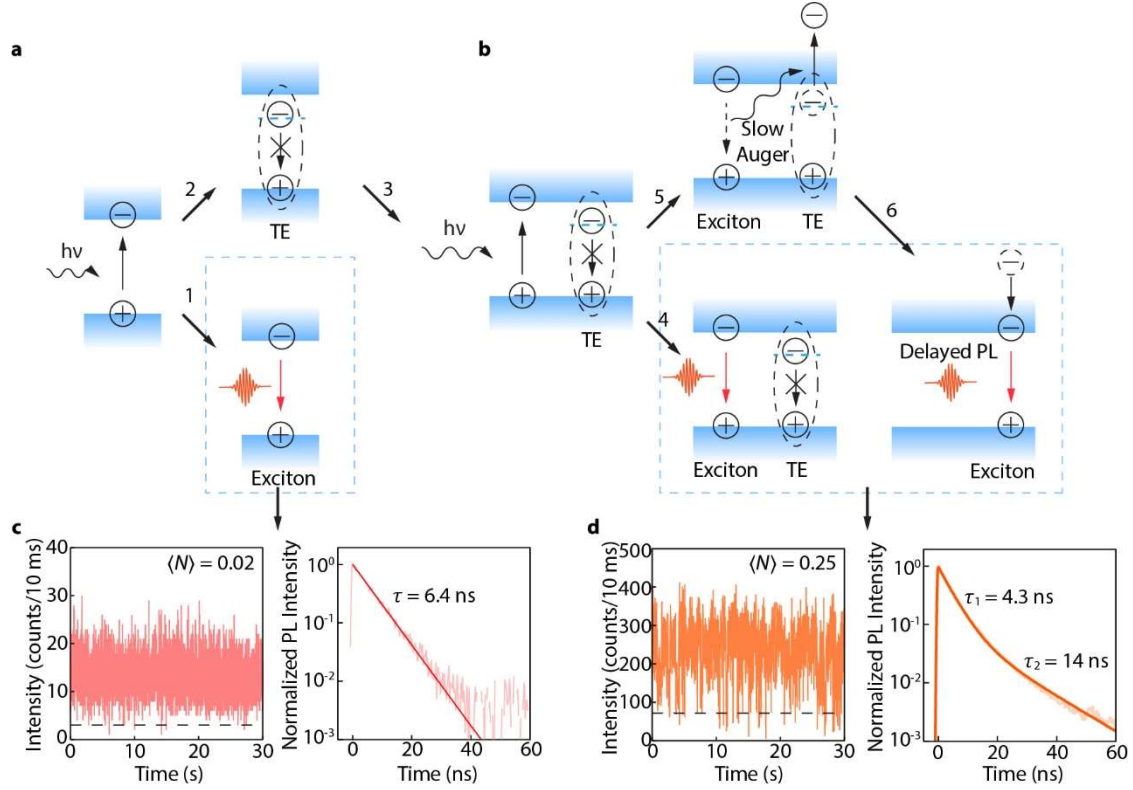 a
b
hν
2
1
3
TE
Exciton
hν
TE
5
4
6
Slow
Auger
Exciton
TE
Delayed PL
Exciton
TE
Exciton
c
Intensity (counts/10 ms)
40
30
20
10
0
⟨N⟩ = 0.02
0
10
20
30
Time (s)
Normalized PL Intensity
10⁰
10⁻¹
10⁻²
10⁻³
τ = 6.4 ns
0
20
40
60
Time (ns)
d
Intensity (counts/10 ms)
500
400
300
200
100
0
⟨N⟩ = 0.25
0
10
20
30
Time (s)
Normalized PL Intensity
10⁰
10⁻¹
10⁻²
10⁻³
τ₁ = 4.3 ns
τ₂ = 14 ns
0
20
40
60
Time (ns)